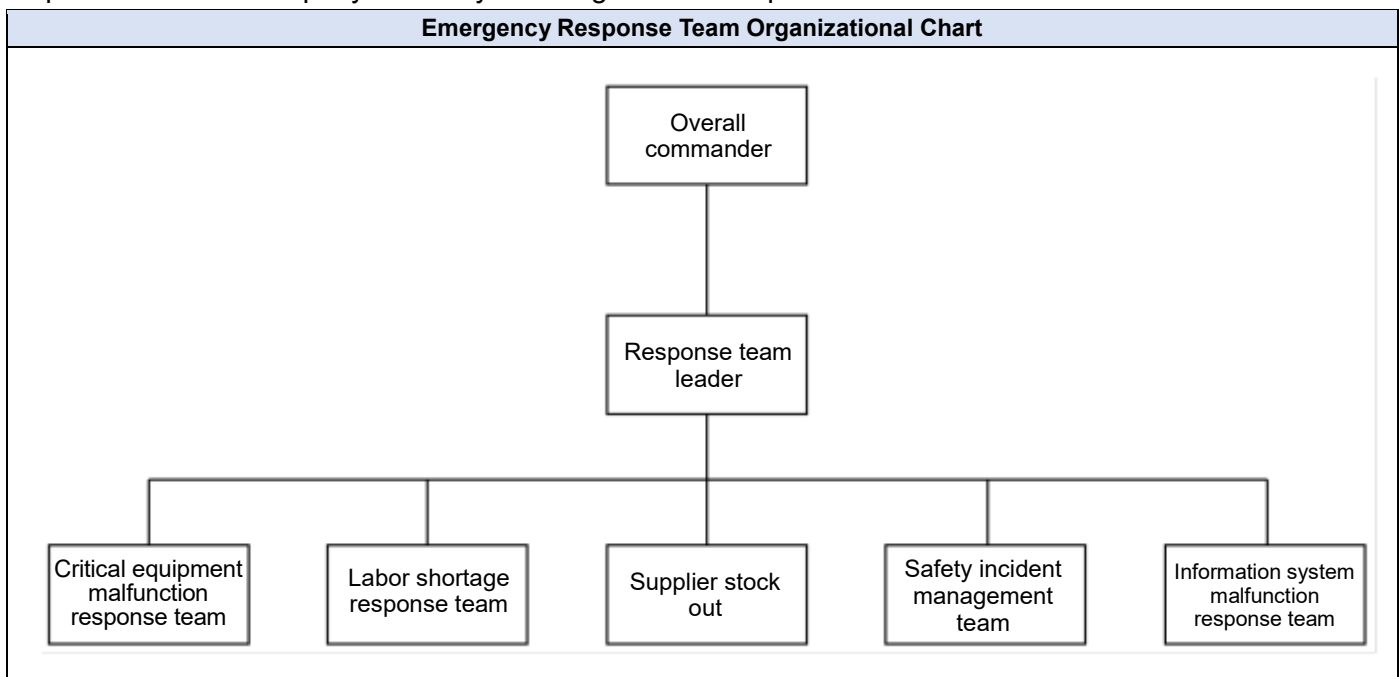 Emergency Response Team Organizational Chart
Overall
commander
Response team
leader
Critical equipment
malfunction
response team
Labor shortage
response team
Supplier stock
out
Safety incident
management
team
Information system
malfunction
response team